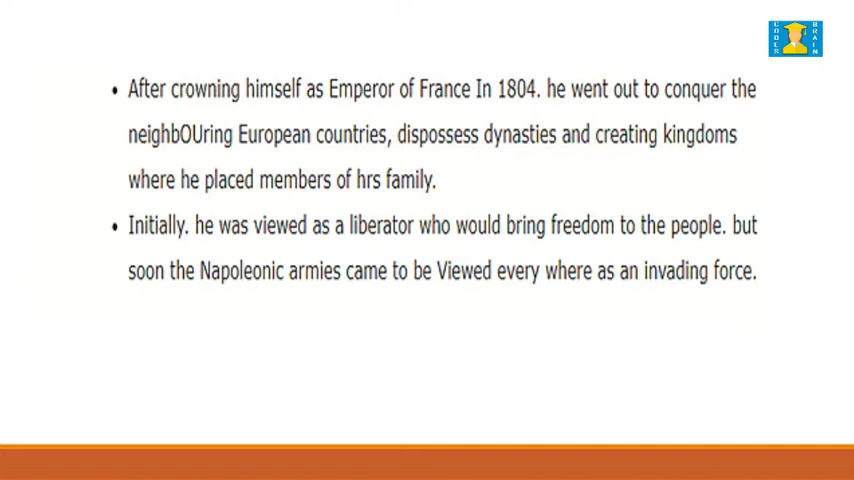 CODES
BRAIN
• After crowning himself as Emperor of France In 1804. he went out to conquer the
neighbOUring European countries, dispossess dynasties and creating kingdoms
where he placed members of hrs family.
• Initially. he was viewed as a liberator who would bring freedom to the people. but
soon the Napoleonic armies came to be Viewed every where as an invading force.